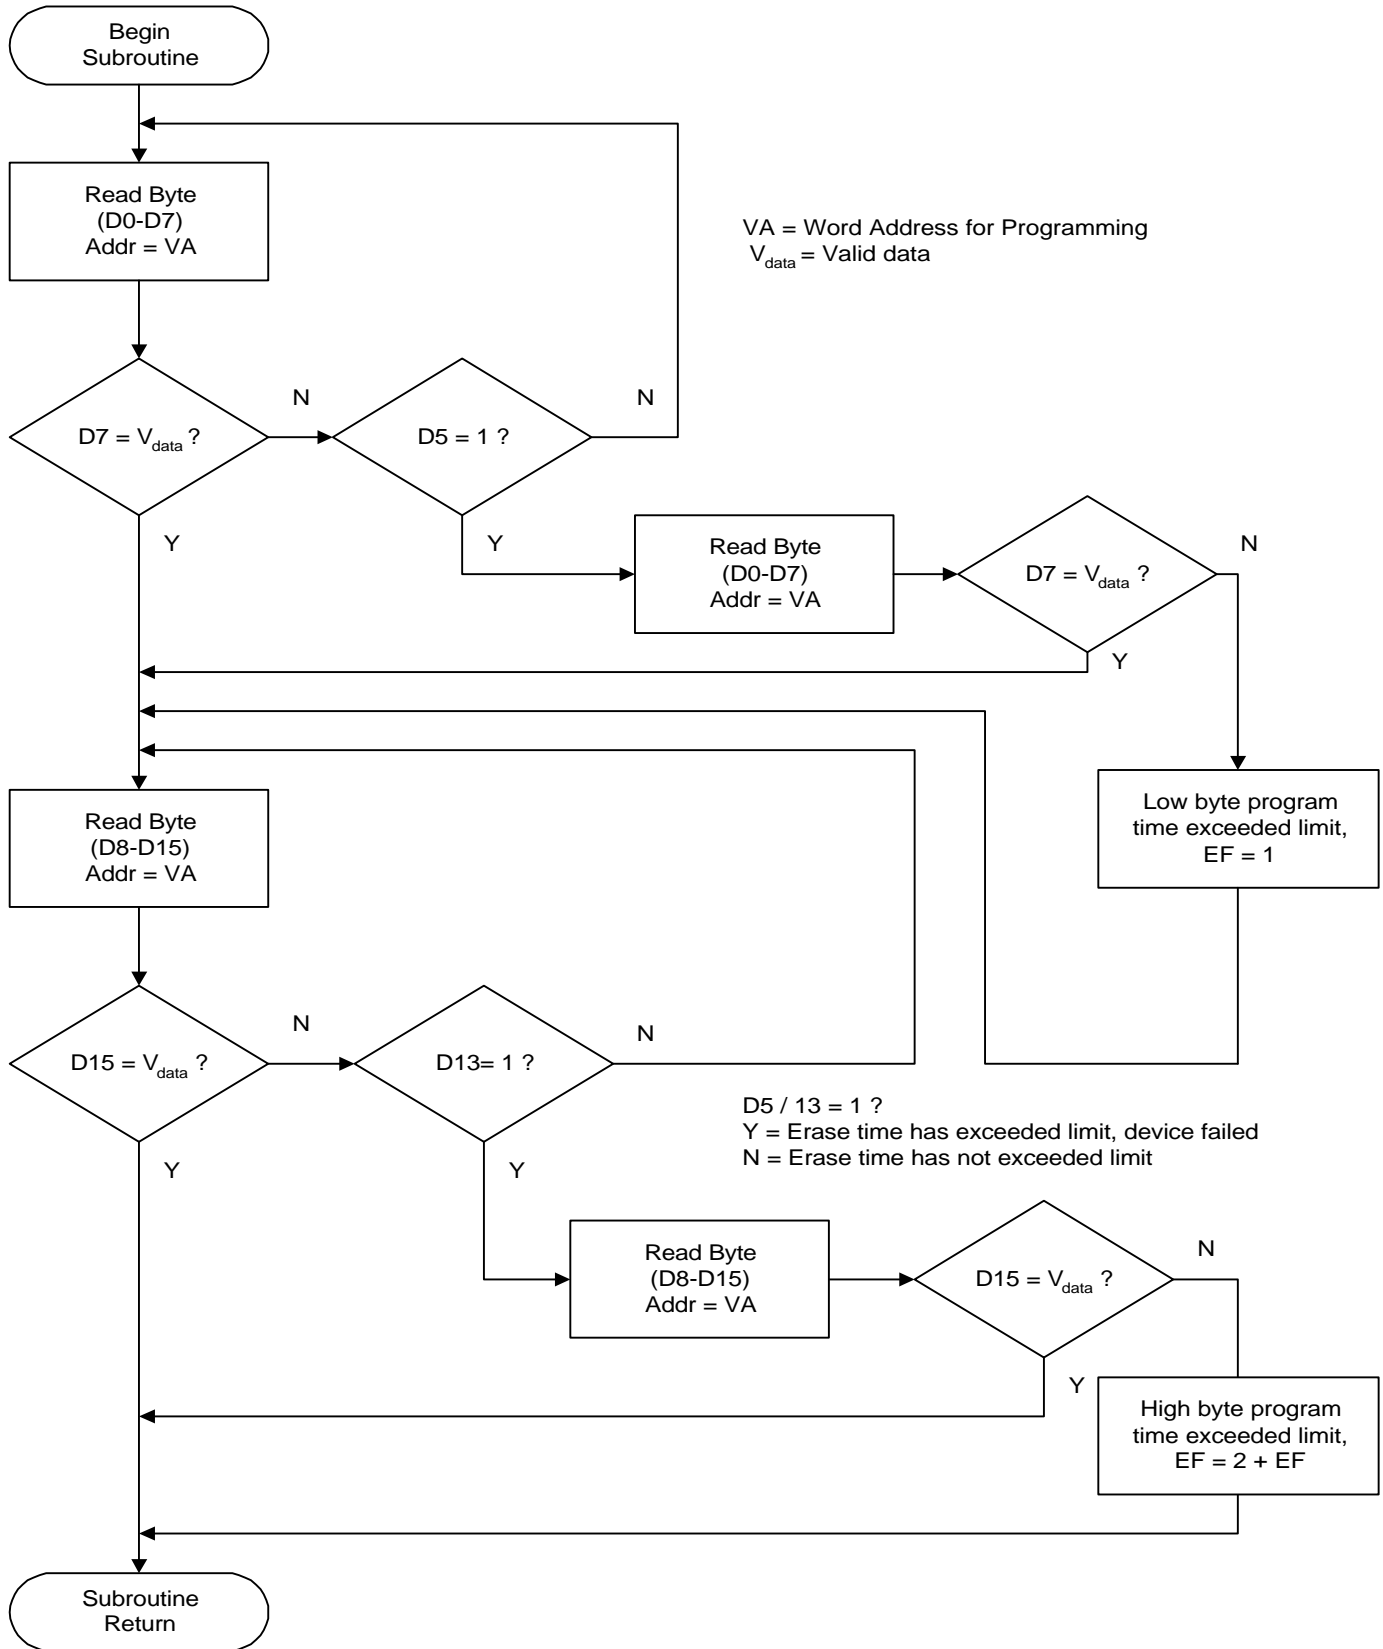 Begin
Subroutine
Read Byte
(D0-D7)
Addr = VA
VA = Word Address for Programming
Vdata = Valid data
D7 = Vdata ?
N
D5 = 1 ?
N
Y
Y
Read Byte
(D0-D7)
Addr = VA
D7 = Vdata ?
N
Y
Low byte program
time exceeded limit,
EF = 1
Read Byte
(D8-D15)
Addr = VA
D15 = Vdata ?
N
D13= 1 ?
N
Y
Y
D5 / 13 = 1 ?
Y = Erase time has exceeded limit, device failed
N = Erase time has not exceeded limit
Read Byte
(D8-D15)
Addr = VA
D15 = Vdata ?
N
Y
High byte program
time exceeded limit,
EF = 2 + EF
Subroutine
Return